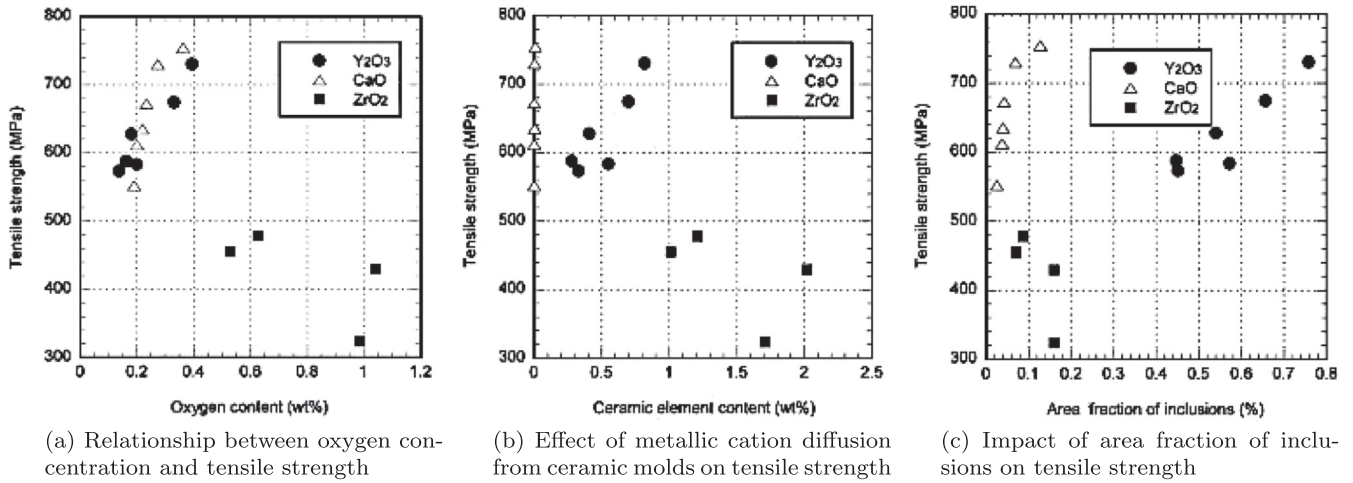 800
700
600
500
400
300
Tensile strength (MPa)
0
0.2
0.4
0.6
0.8
1
1.2
Oxygen content (wt%)
Y2O3
CaO
ZrO2
(a) Relationship between oxygen con-
centration and tensile strength
800
700
600
500
400
300
Tensile strength (MPa)
0
0.5
1
1.5
2
2.5
Ceramic element content (wt%)
Y2O3
CaO
ZrO2
(b) Effect of metallic cation diffusion
from ceramic molds on tensile strength
800
700
600
500
400
300
Tensile strength (MPa)
0
0.1
0.2
0.3
0.4
0.5
0.6
0.7
0.8
Area fraction of inclusions (%)
Y2O3
CaO
ZrO2
(c) Impact of area fraction of inclu-
sions on tensile strength